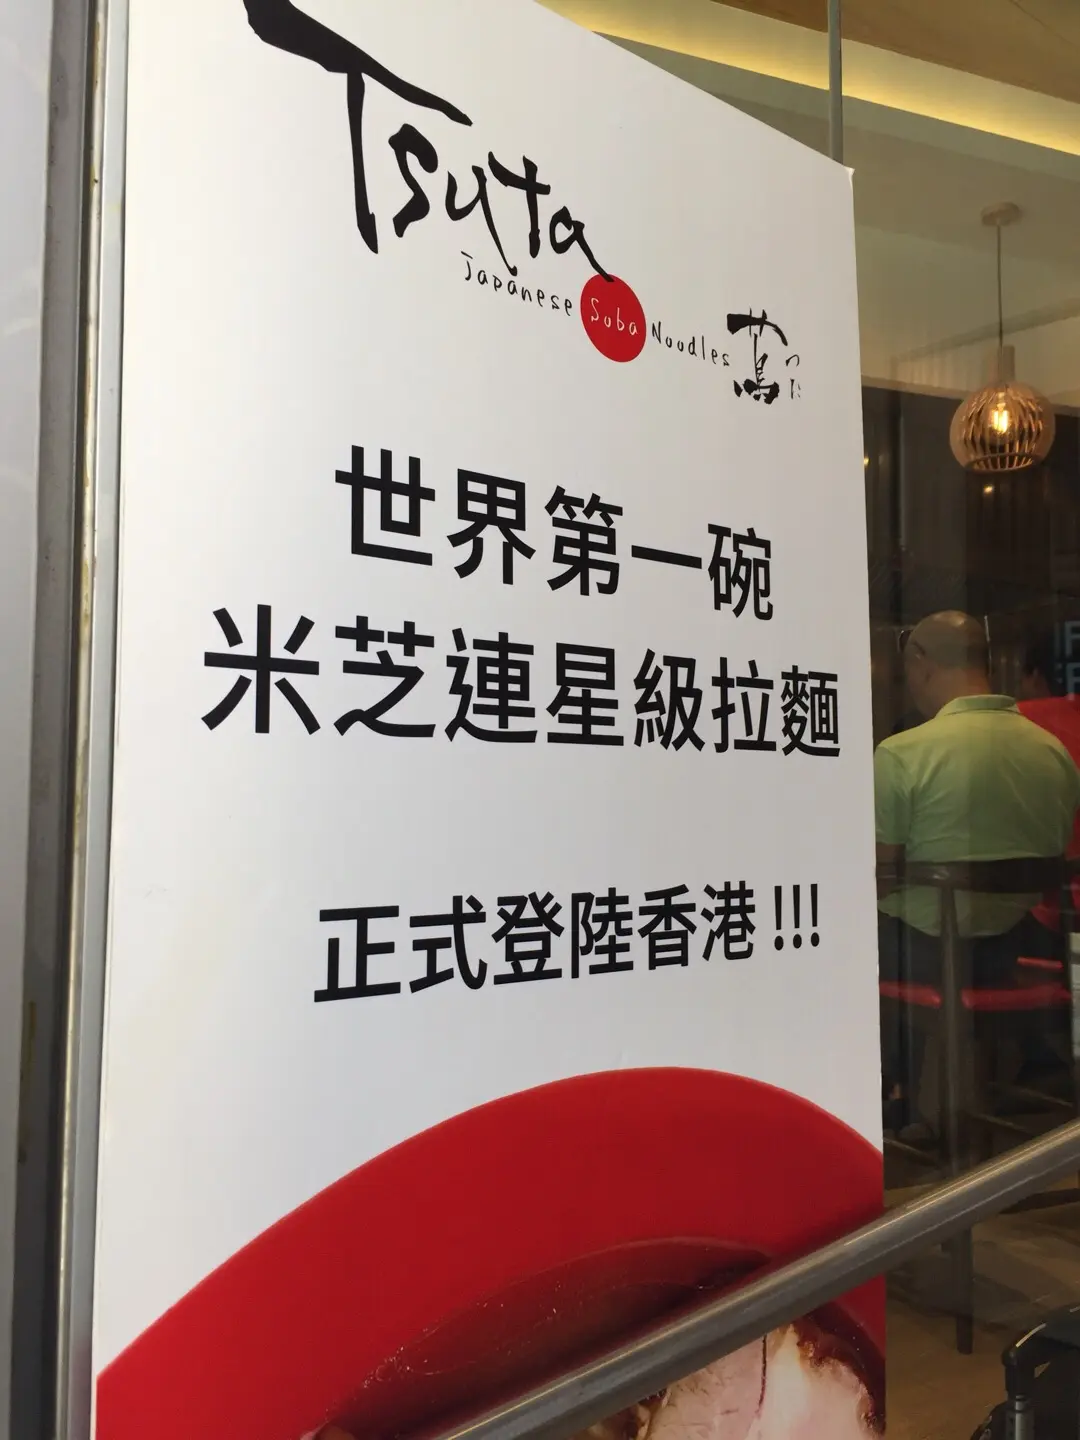 Tsuta
Japanese Soba Noodles 蔦 つた
世界第一碗
米芝連星級拉麵
正式登陸香港!!!